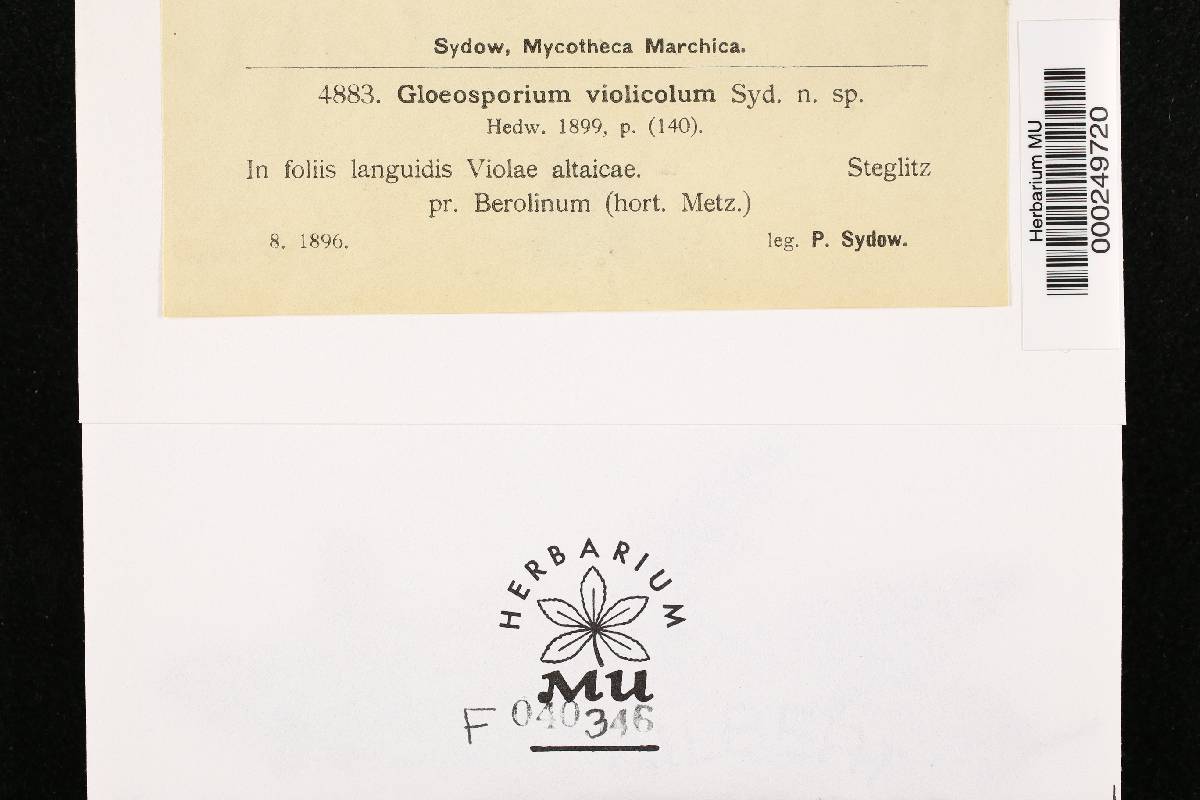 Sydow, Mycotheca Marchica.
4883. Gloeosporium violicolum Syd. n. sp.
Hedw. 1899, p. (140).
In foliis languidis Violae altaicae. Steglitz
pr. Berolinum (hort. Metz.)
8. 1896. leg. P. Sydow.
Herbarium MU
000249720
HERBARIUM
MU
F 040346